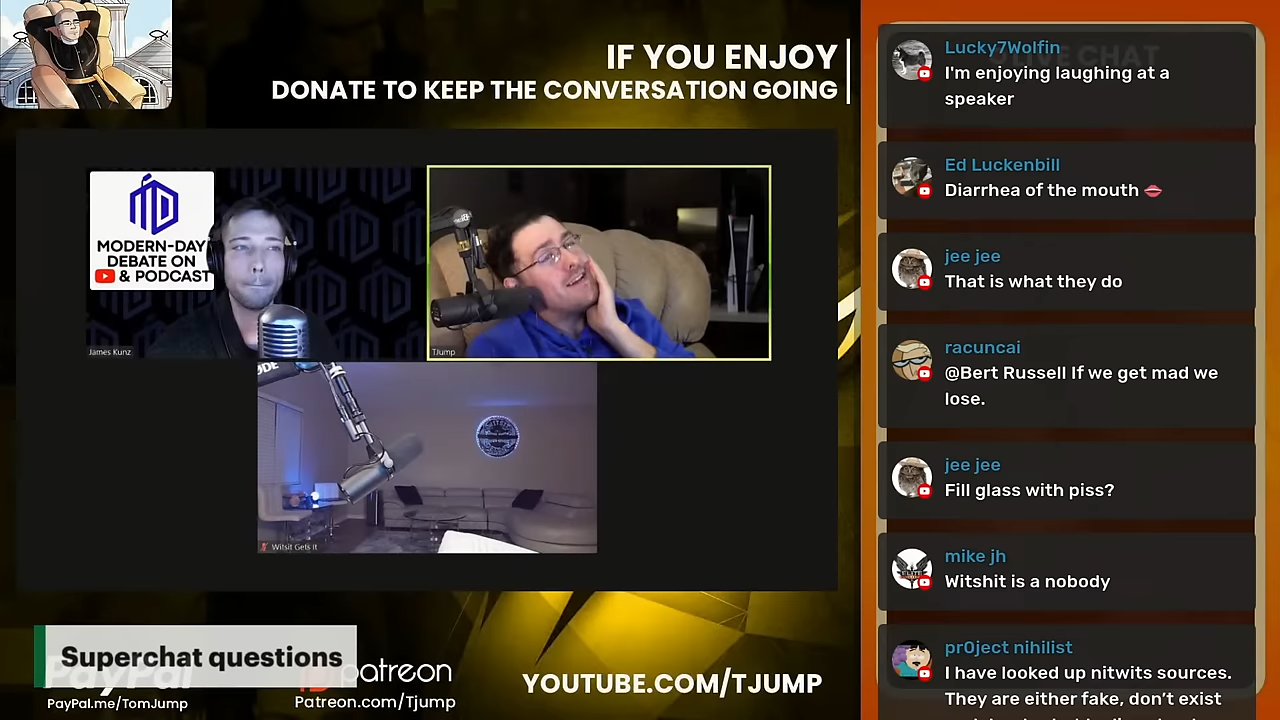 IF YOU ENJOY
DONATE TO KEEP THE CONVERSATION GOING
MODERN-DAY
DEBATE ON
& PODCAST
James Kunz
TJump
Witsit Gets It
Superchat questions
PayPal
PayPal.me/TomJump
patreon
Patreon.com/Tjump
YOUTUBE.COM/TJUMP
LIVE CHAT
Lucky7Wolfin
I'm enjoying laughing at a
speaker
Ed Luckenbill
Diarrhea of the mouth 🫦
jee jee
That is what they do
racuncai
@Bert Russell If we get mad we
lose.
jee jee
Fill glass with piss?
mike jh
Witshit is a nobody
pr0ject nihilist
I have looked up nitwits sources.
They are either fake, don't exist